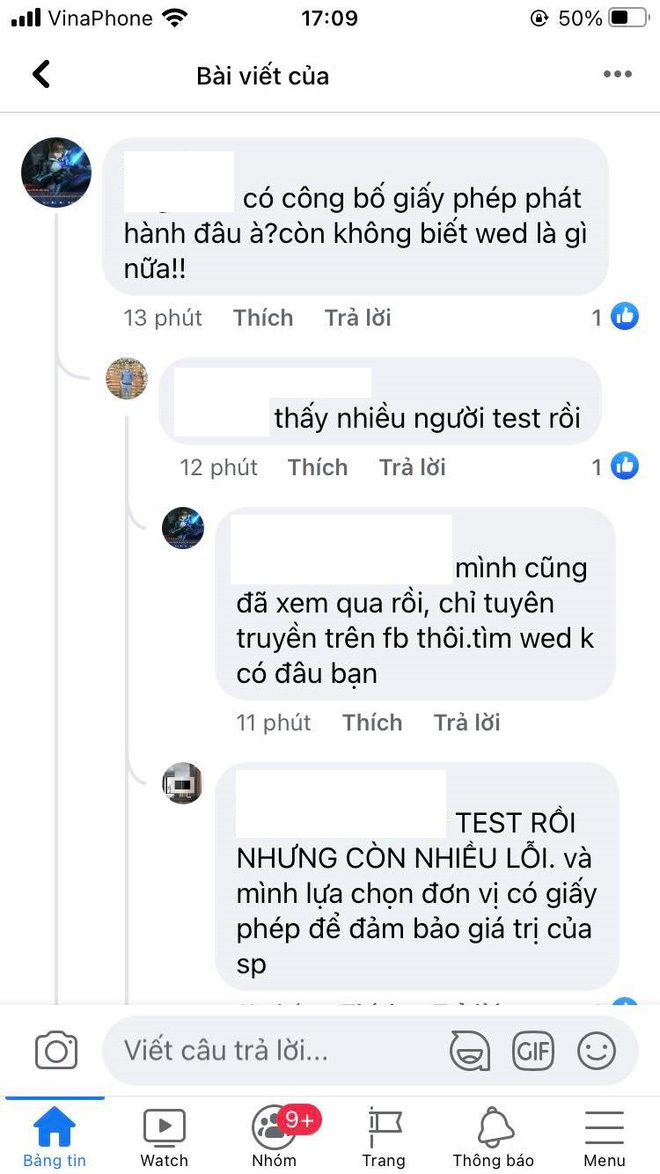 VinaPhone 17:09 50%
Bài viết của
có công bố giấy phép phát
hành đâu à?còn không biết wed là gì
nữa!!
13 phút Thích Trả lời 1
thấy nhiều người test rồi
12 phút Thích Trả lời 1
mình cũng
đã xem qua rồi, chỉ tuyên
truyền trên fb thôi.tìm wed k
có đâu bạn
11 phút Thích Trả lời
TEST RỒI
NHƯNG CÒN NHIỀU LỖI. và
mình lựa chọn đơn vị có giấy
phép để đảm bảo giá trị của
sp
Viết câu trả lời... GIF
9+
Bảng tin Watch Nhóm Trang Thông báo Menu